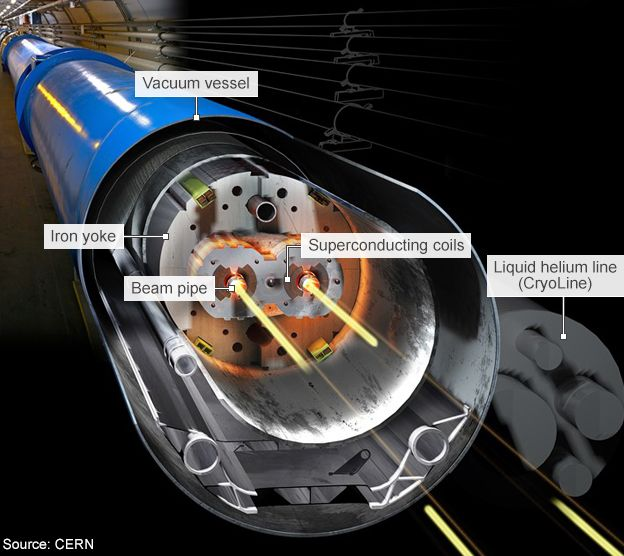 Vacuum vessel
Iron yoke
Superconducting coils
Beam pipe
Liquid helium line
(CryoLine)
Source: CERN